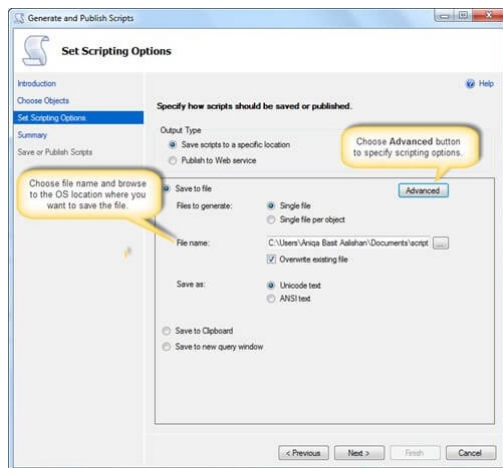 Generate and Publish Scripts
Set Scripting Options
Introduction
Choose Objects
Set Scripting Options
Summary
Save or Publish Scripts
Help
Specify how scripts should be saved or published.
Output Type
Save scripts to a specific location
Publish to Web service
Choose Advanced button
to specify scripting options.
Choose file name and browse
to the OS location where you
want to save the file.
Save to file
Advanced
Files to generate:
Single file
Single file per object
File name:
C:\Users\Aniqa Basit Aalishan\Documents\script
...
Overwrite existing file
Save as:
Unicode text
ANSI text
Save to Clipboard
Save to new query window
< Previous
Next >
Finish
Cancel